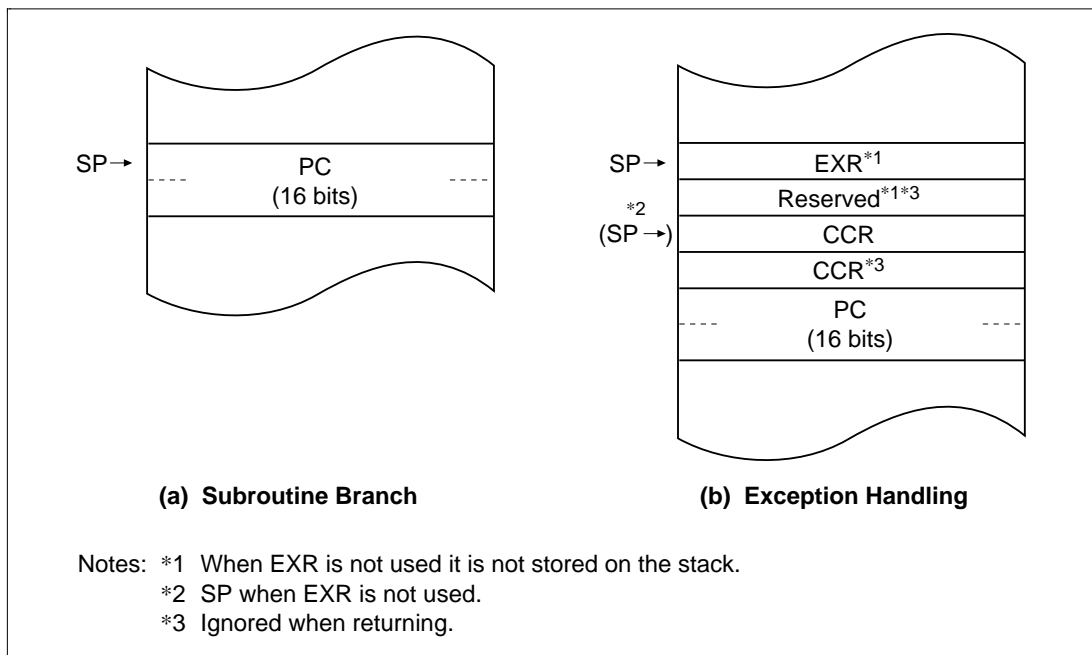 SP→
PC
(16 bits)
SP→
EXR*1
Reserved*1*3
*2
(SP→)
CCR
CCR*3
PC
(16 bits)
(a) Subroutine Branch
(b) Exception Handling
Notes: *1 When EXR is not used it is not stored on the stack.
*2 SP when EXR is not used.
*3 Ignored when returning.